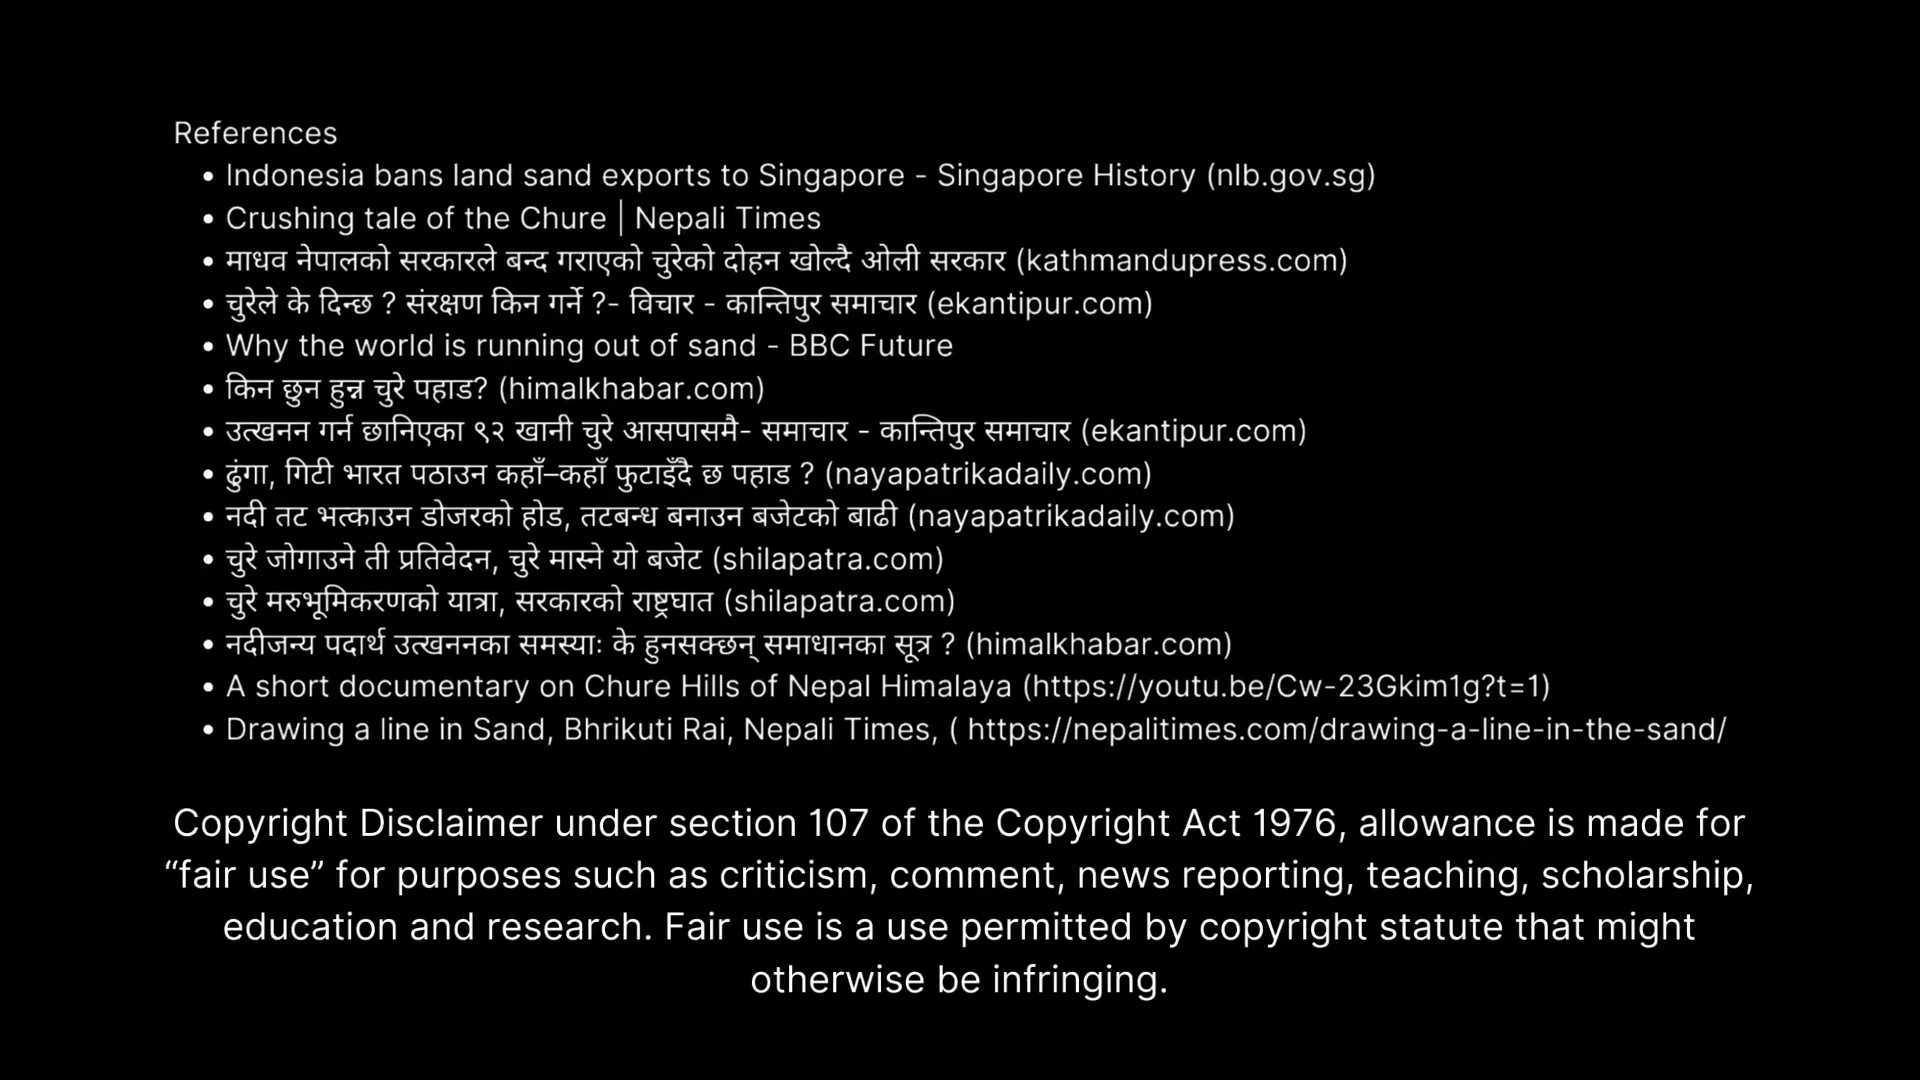 References
• Indonesia bans land sand exports to Singapore - Singapore History (nlb.gov.sg)
• Crushing tale of the Chure | Nepali Times
• माधव नेपालको सरकारले बन्द गराएको चुरेको दोहन खोल्दै ओली सरकार (kathmandupress.com)
• चुरेले के दिन्छ ? संरक्षण किन गर्ने ?- विचार - कान्तिपुर समाचार (ekantipur.com)
• Why the world is running out of sand - BBC Future
• किन छुन हुन्न चुरे पहाड? (himalkhabar.com)
• उत्खनन गर्न छानिएका ९२ खानी चुरे आसपासमै- समाचार - कान्तिपुर समाचार (ekantipur.com)
• ढुंगा, गिटी भारत पठाउन कहाँ–कहाँ फुटाइँदै छ पहाड ? (nayapatrikadaily.com)
• नदी तट भत्काउन डोजरको होड, तटबन्ध बनाउन बजेटको बाढी (nayapatrikadaily.com)
• चुरे जोगाउने ती प्रतिवेदन, चुरे मास्ने यो बजेट (shilapatra.com)
• चुरे मरुभूमिकरणको यात्रा, सरकारको राष्ट्रघात (shilapatra.com)
• नदीजन्य पदार्थ उत्खननका समस्याः के हुनसक्छन् समाधानका सूत्र ? (himalkhabar.com)
• A short documentary on Chure Hills of Nepal Himalaya (https://youtu.be/Cw-23Gkim1g?t=1)
• Drawing a line in Sand, Bhrikuti Rai, Nepali Times, ( https://nepalitimes.com/drawing-a-line-in-the-sand/
Copyright Disclaimer under section 107 of the Copyright Act 1976, allowance is made for
“fair use” for purposes such as criticism, comment, news reporting, teaching, scholarship,
education and research. Fair use is a use permitted by copyright statute that might
otherwise be infringing.